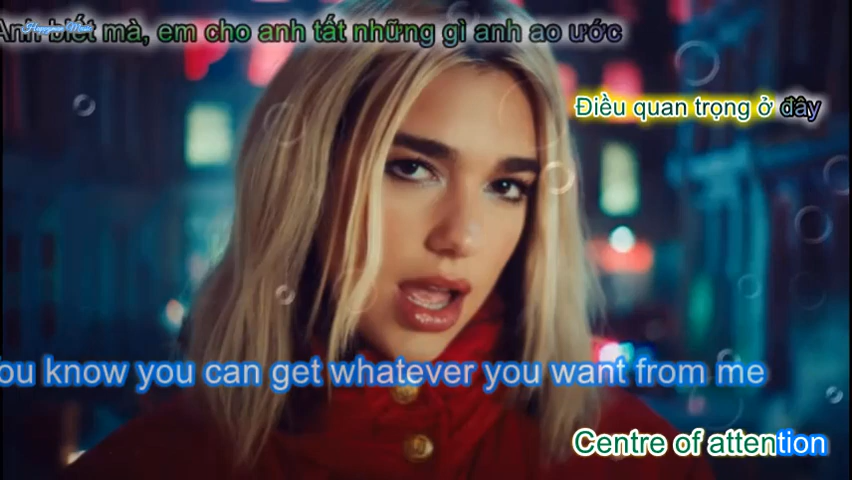 Anh biết mà, em cho anh tất những gì anh ao ước
Điều quan trọng ở đây
ou know you can get whatever you want from me
Centre of attention